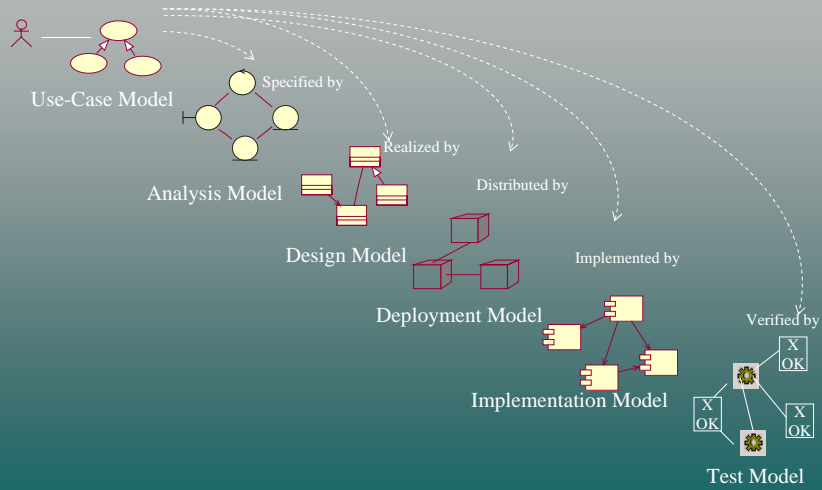 Use-Case Model
Specified by
Analysis Model
Realized by
Design Model
Distributed by
Deployment Model
Implemented by
Implementation Model
Verified by
X
OK
X
OK
X
OK
Test Model